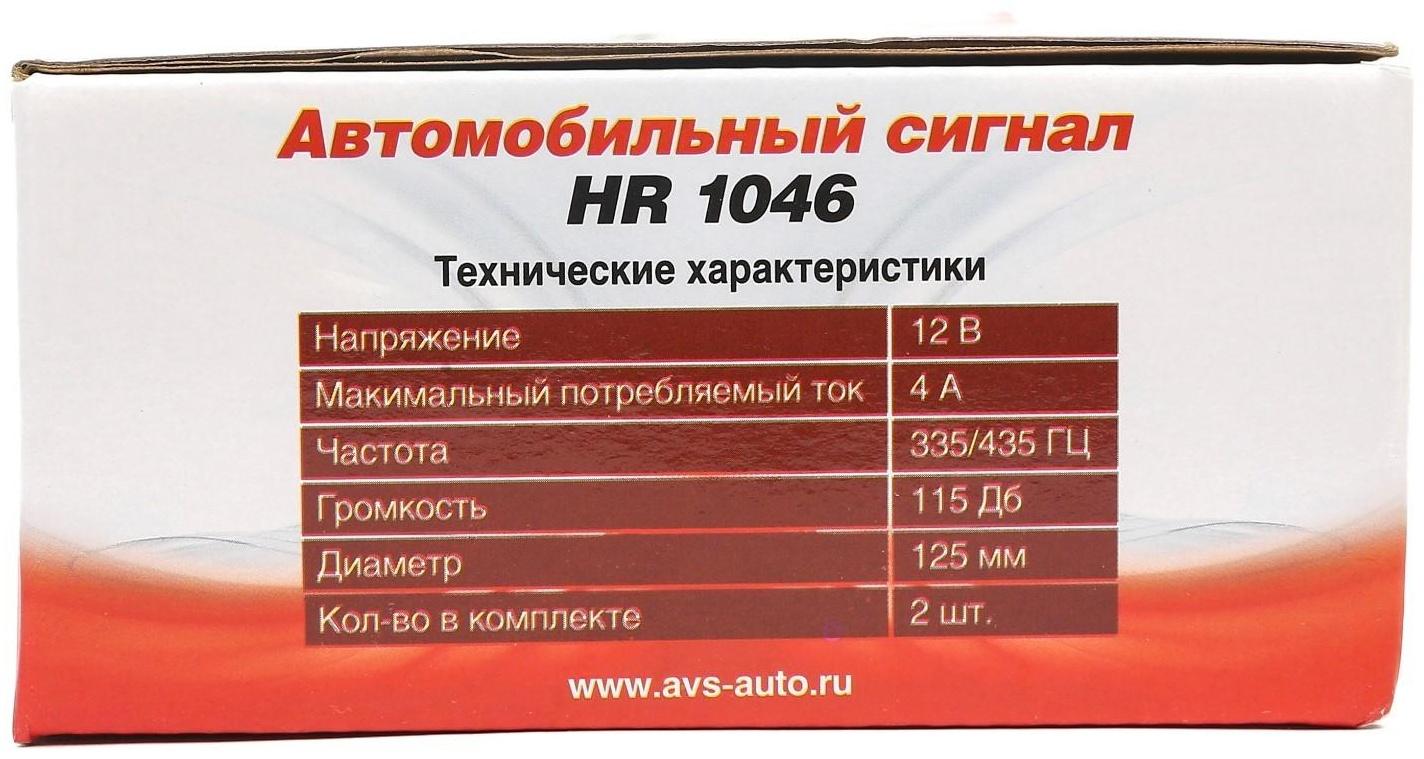 Автомобильный сигнал
HR 1046
Технические характеристики
Напряжение 12 В
Макимальный потребляемый ток 4 А
Частота 335/435 ГЦ
Громкость 115 Дб
Диаметр 125 мм
Кол-во в комплекте 2 шт.
www.avs-auto.ru